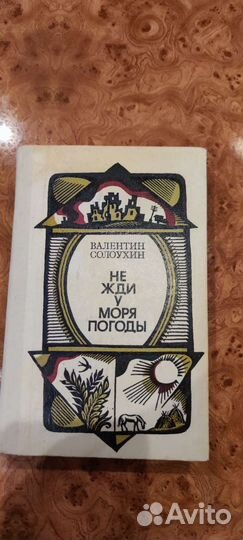 ВАЛЕНТИН
СОЛОУХИН
НЕ
ЖДИ
У
МОРЯ
ПОГОДЫ
Avito